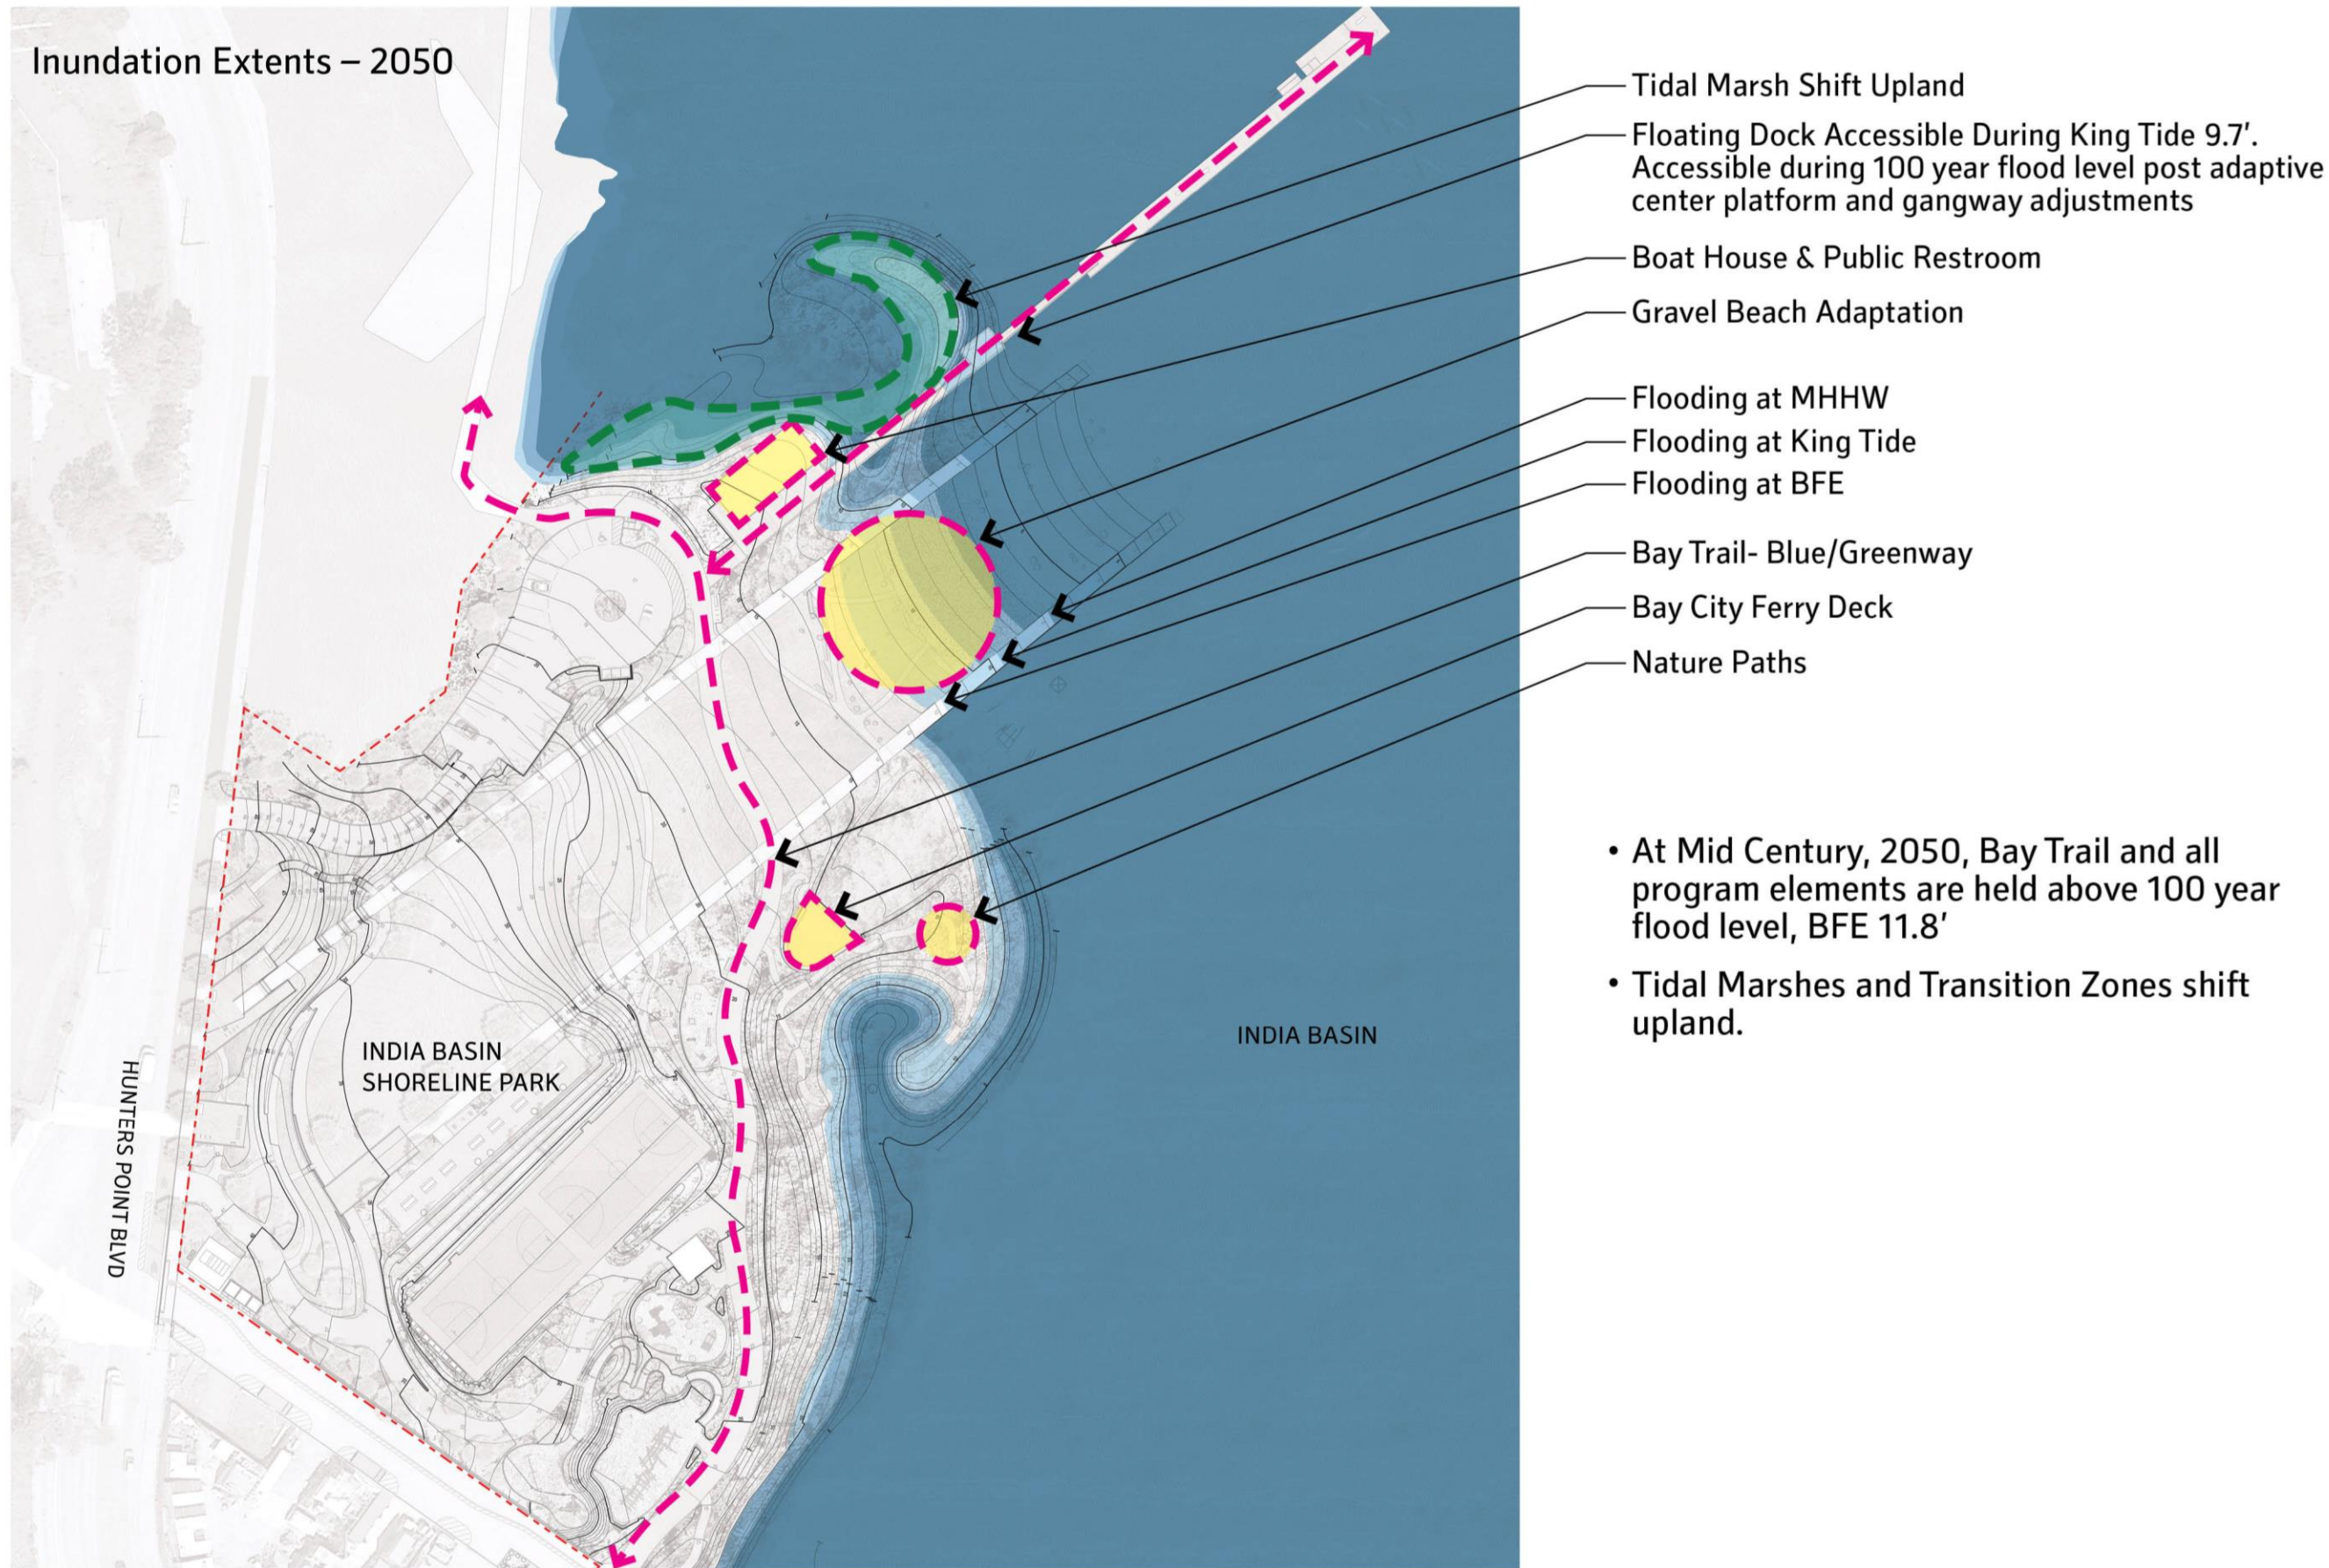 Inundation Extents – 2050
Tidal Marsh Shift Upland
Floating Dock Accessible During King Tide 9.7’.
Accessible during 100 year flood level post adaptive
center platform and gangway adjustments
Boat House & Public Restroom
Gravel Beach Adaptation
Flooding at MHHW
Flooding at King Tide
Flooding at BFE
Bay Trail- Blue/Greenway
Bay City Ferry Deck
Nature Paths
• At Mid Century, 2050, Bay Trail and all
program elements are held above 100 year
flood level, BFE 11.8’
• Tidal Marshes and Transition Zones shift
upland.
INDIA BASIN
SHORELINE PARK
INDIA BASIN
HUNTERS POINT BLVD